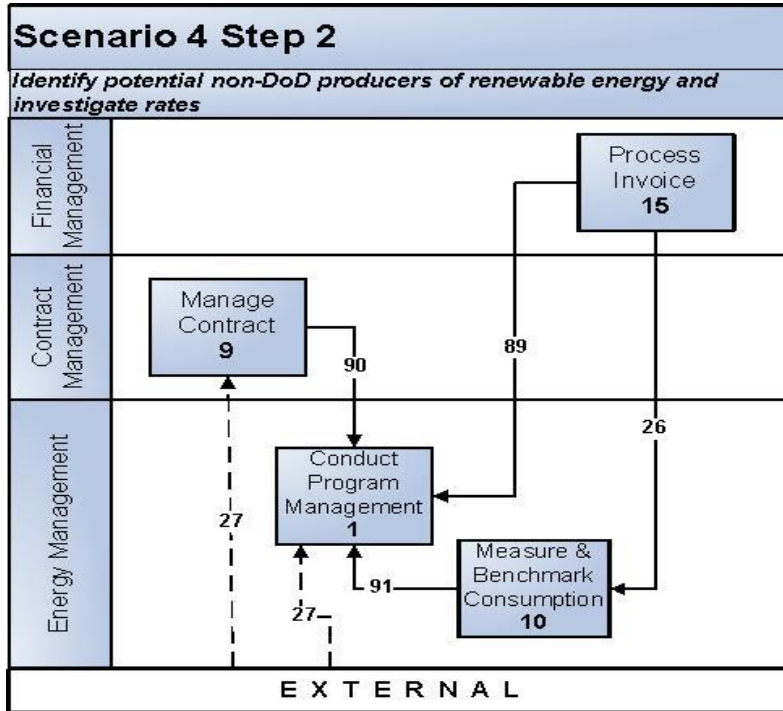 Scenario 4 Step 2
Identify potential non-DoD producers of renewable energy and
investigate rates
Financial
Management
Process
Invoice
15
Contract
Management
Manage
Contract
9
90
89
26
Energy Management
Conduct
Program
Management
1
27
Measure &
Benchmark
Consumption
10
91
27
EXTERNAL